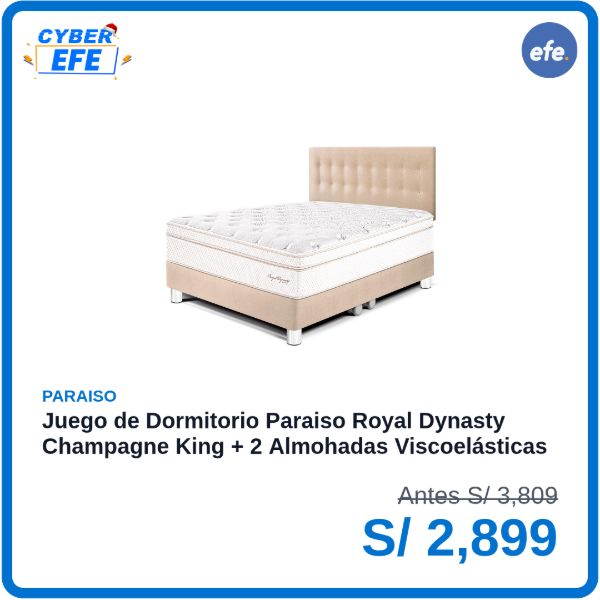 CYBER
EFE
efe.
PARAISO
Juego de Dormitorio Paraiso Royal Dynasty
Champagne King + 2 Almohadas Viscoelásticas
Antes S/ 3,809
S/ 2,899